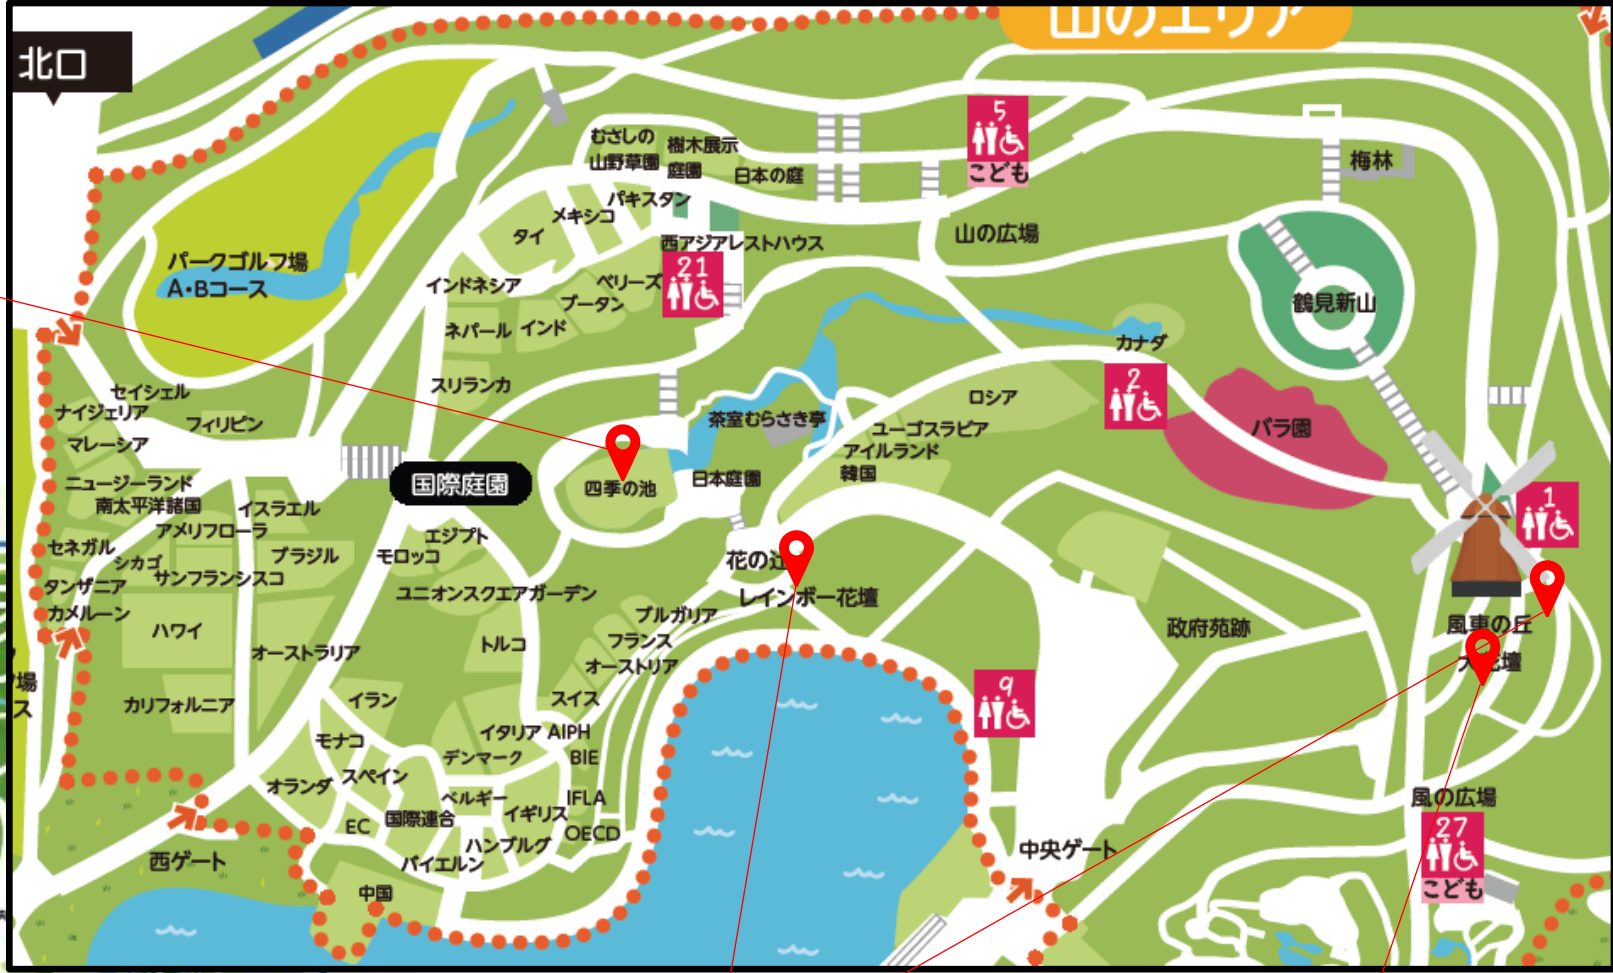 山のエリア
北口
5
こども
むさしの
山野草園
樹木展示
庭園
日本の庭
梅林
パキスタン
メキシコ
タイ
西アジアレストハウス
山の広場
パークゴルフ場
A・Bコース
インドネシア
ベリーズ
21
ブータン
ネパール
インド
鶴見新山
カナダ
スリランカ
2
セイシェル
ナイジェリア
フィリピン
マレーシア
茶室むらさき亭
ロシア
ユーゴスラビア
アイルランド
韓国
バラ園
国際庭園
四季の池
日本庭園
ニュージーランド
南太平洋諸国
イスラエル
アメリフローラ
セネガル
シカゴ
ブラジル
サンフランシスコ
タンザニア
カメルーン
エジプト
モロッコ
ユニオンスクエアガーデン
花の辻
レインボー花壇
1
ハワイ
オーストラリア
トルコ
ブルガリア
フランス
オーストリア
政府苑跡
風車の丘
大花壇
場
ス
カリフォルニア
イラン
スイス
9
モナコ
イタリア
AIPH
デンマーク
BIE
オランダ
スペイン
ベルギー
IFLA
国際連合
イギリス
EC
OECD
ハンブルグ
バイエルン
西ゲート
中国
中央ゲート
風の広場
27
こども